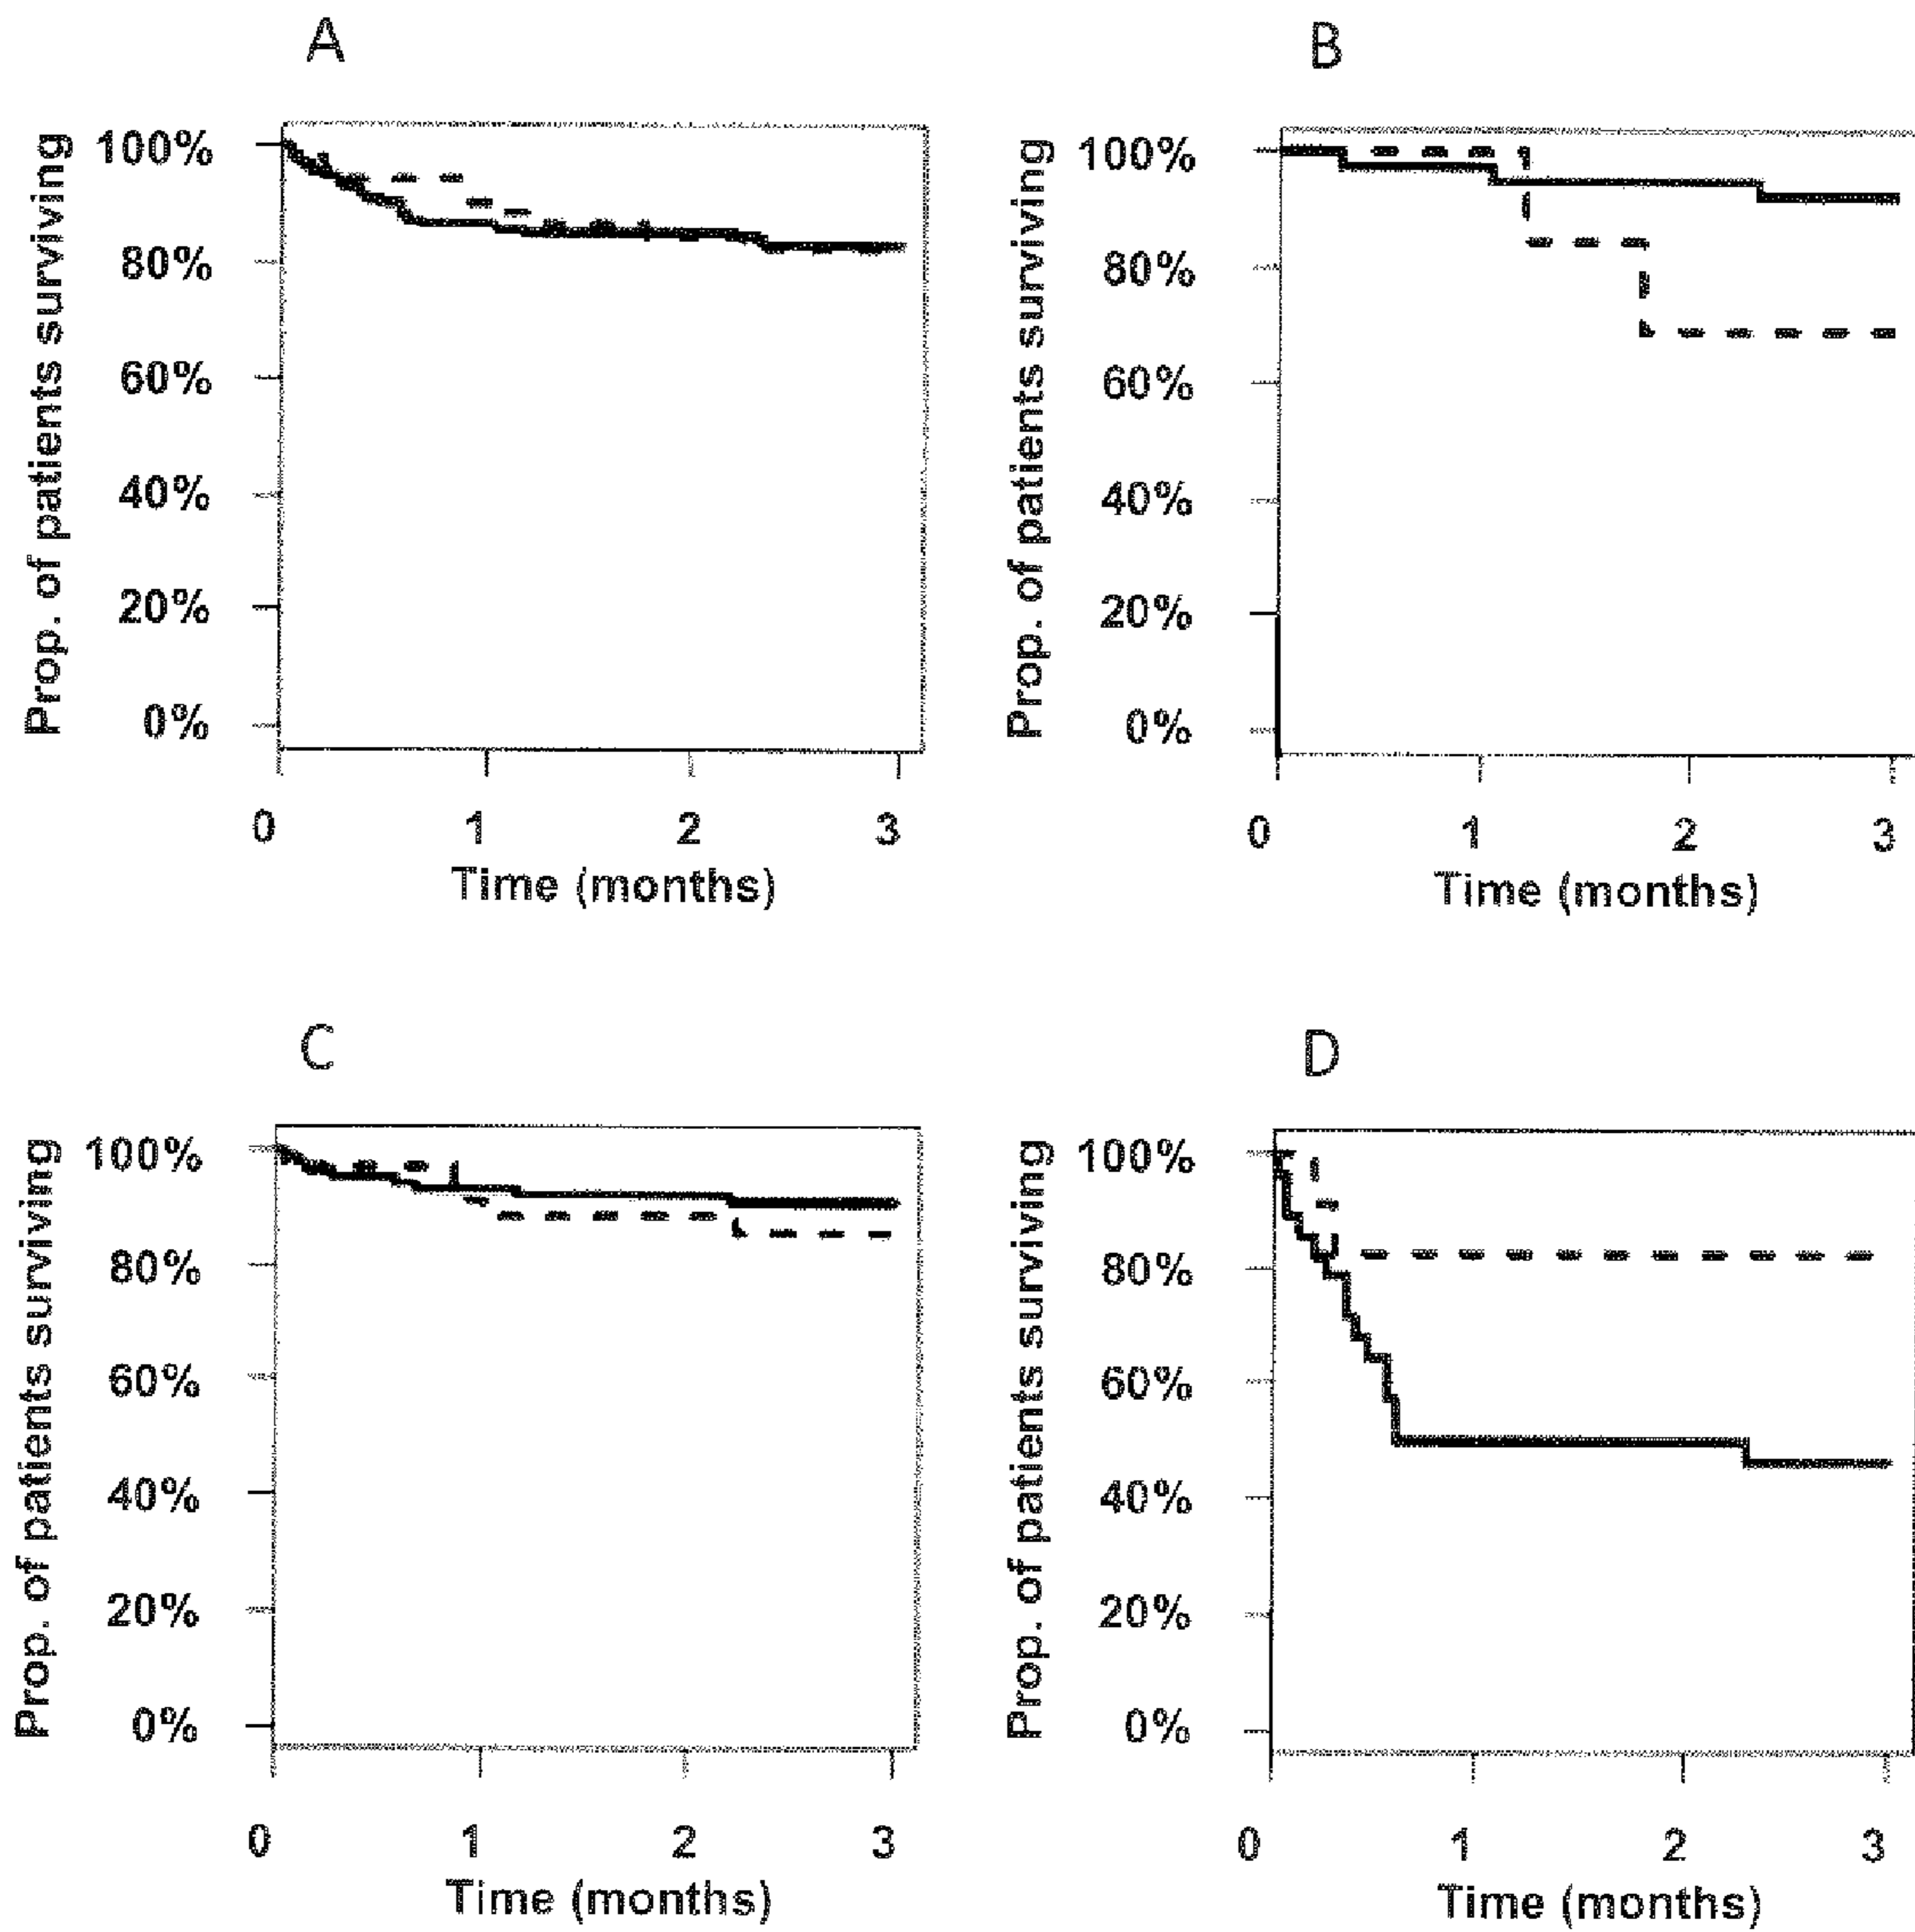 A
Prop. of patients surviving
100%
80%
60%
40%
20%
0%
0 1 2 3
Time (months)
B
Prop. of patients surviving
100%
80%
60%
40%
20%
0%
0 1 2 3
Time (months)
C
Prop. of patients surviving
100%
80%
60%
40%
20%
0%
0 1 2 3
Time (months)
D
Prop. of patients surviving
100%
80%
60%
40%
20%
0%
0 1 2 3
Time (months)